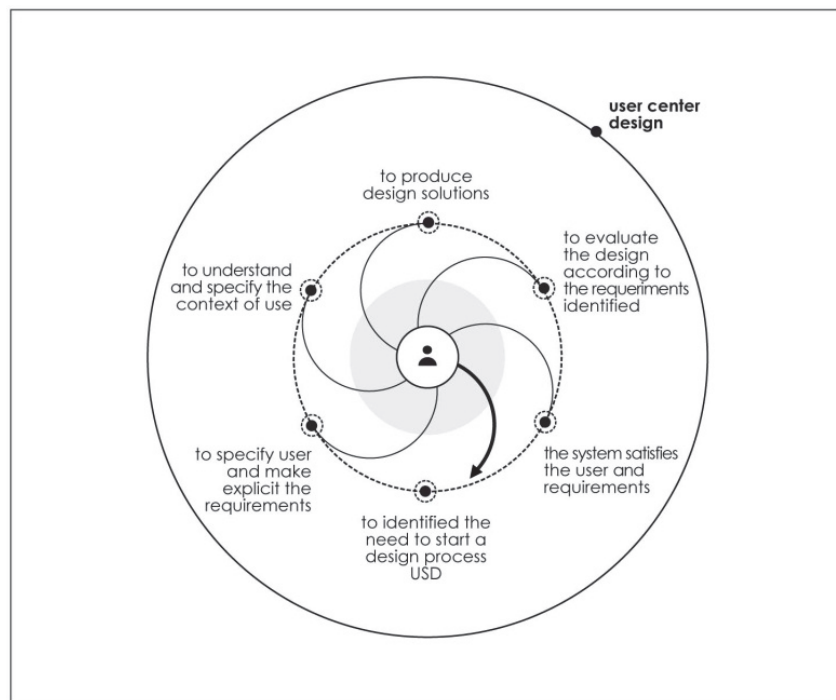 user center
design
to produce
design solutions
to evaluate
the design
according to
the requeriments
identified
the system satisfies
the user and
requirements
to identified the
need to start a
design process
USD
to specify user
and make
explicit the
requirements
to understand
and specify the
context of use